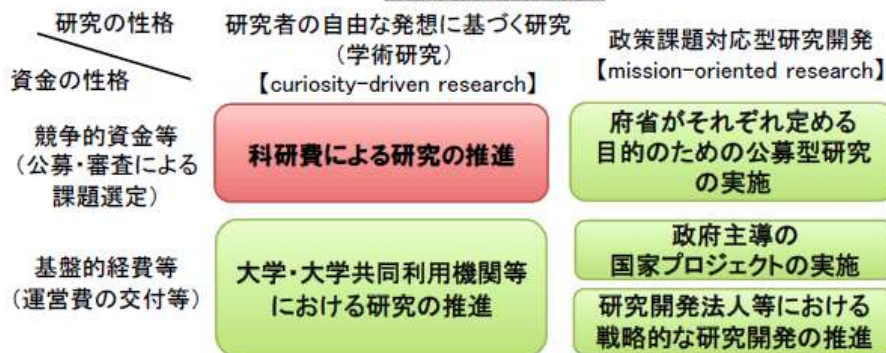 研究の性格
資金の性格
研究者の自由な発想に基づく研究
(学術研究)
【curiosity-driven research】
政策課題対応型研究開発
【mission-oriented research】
競争的資金等
(公募・審査による
課題選定)
科研費による研究の推進
府省がそれぞれ定める
目的のための公募型研究
の実施
基盤的経費等
(運営費の交付等)
大学・大学共同利用機関等
における研究の推進
政府主導の
国家プロジェクトの実施
研究開発法人等における
戦略的な研究開発の推進